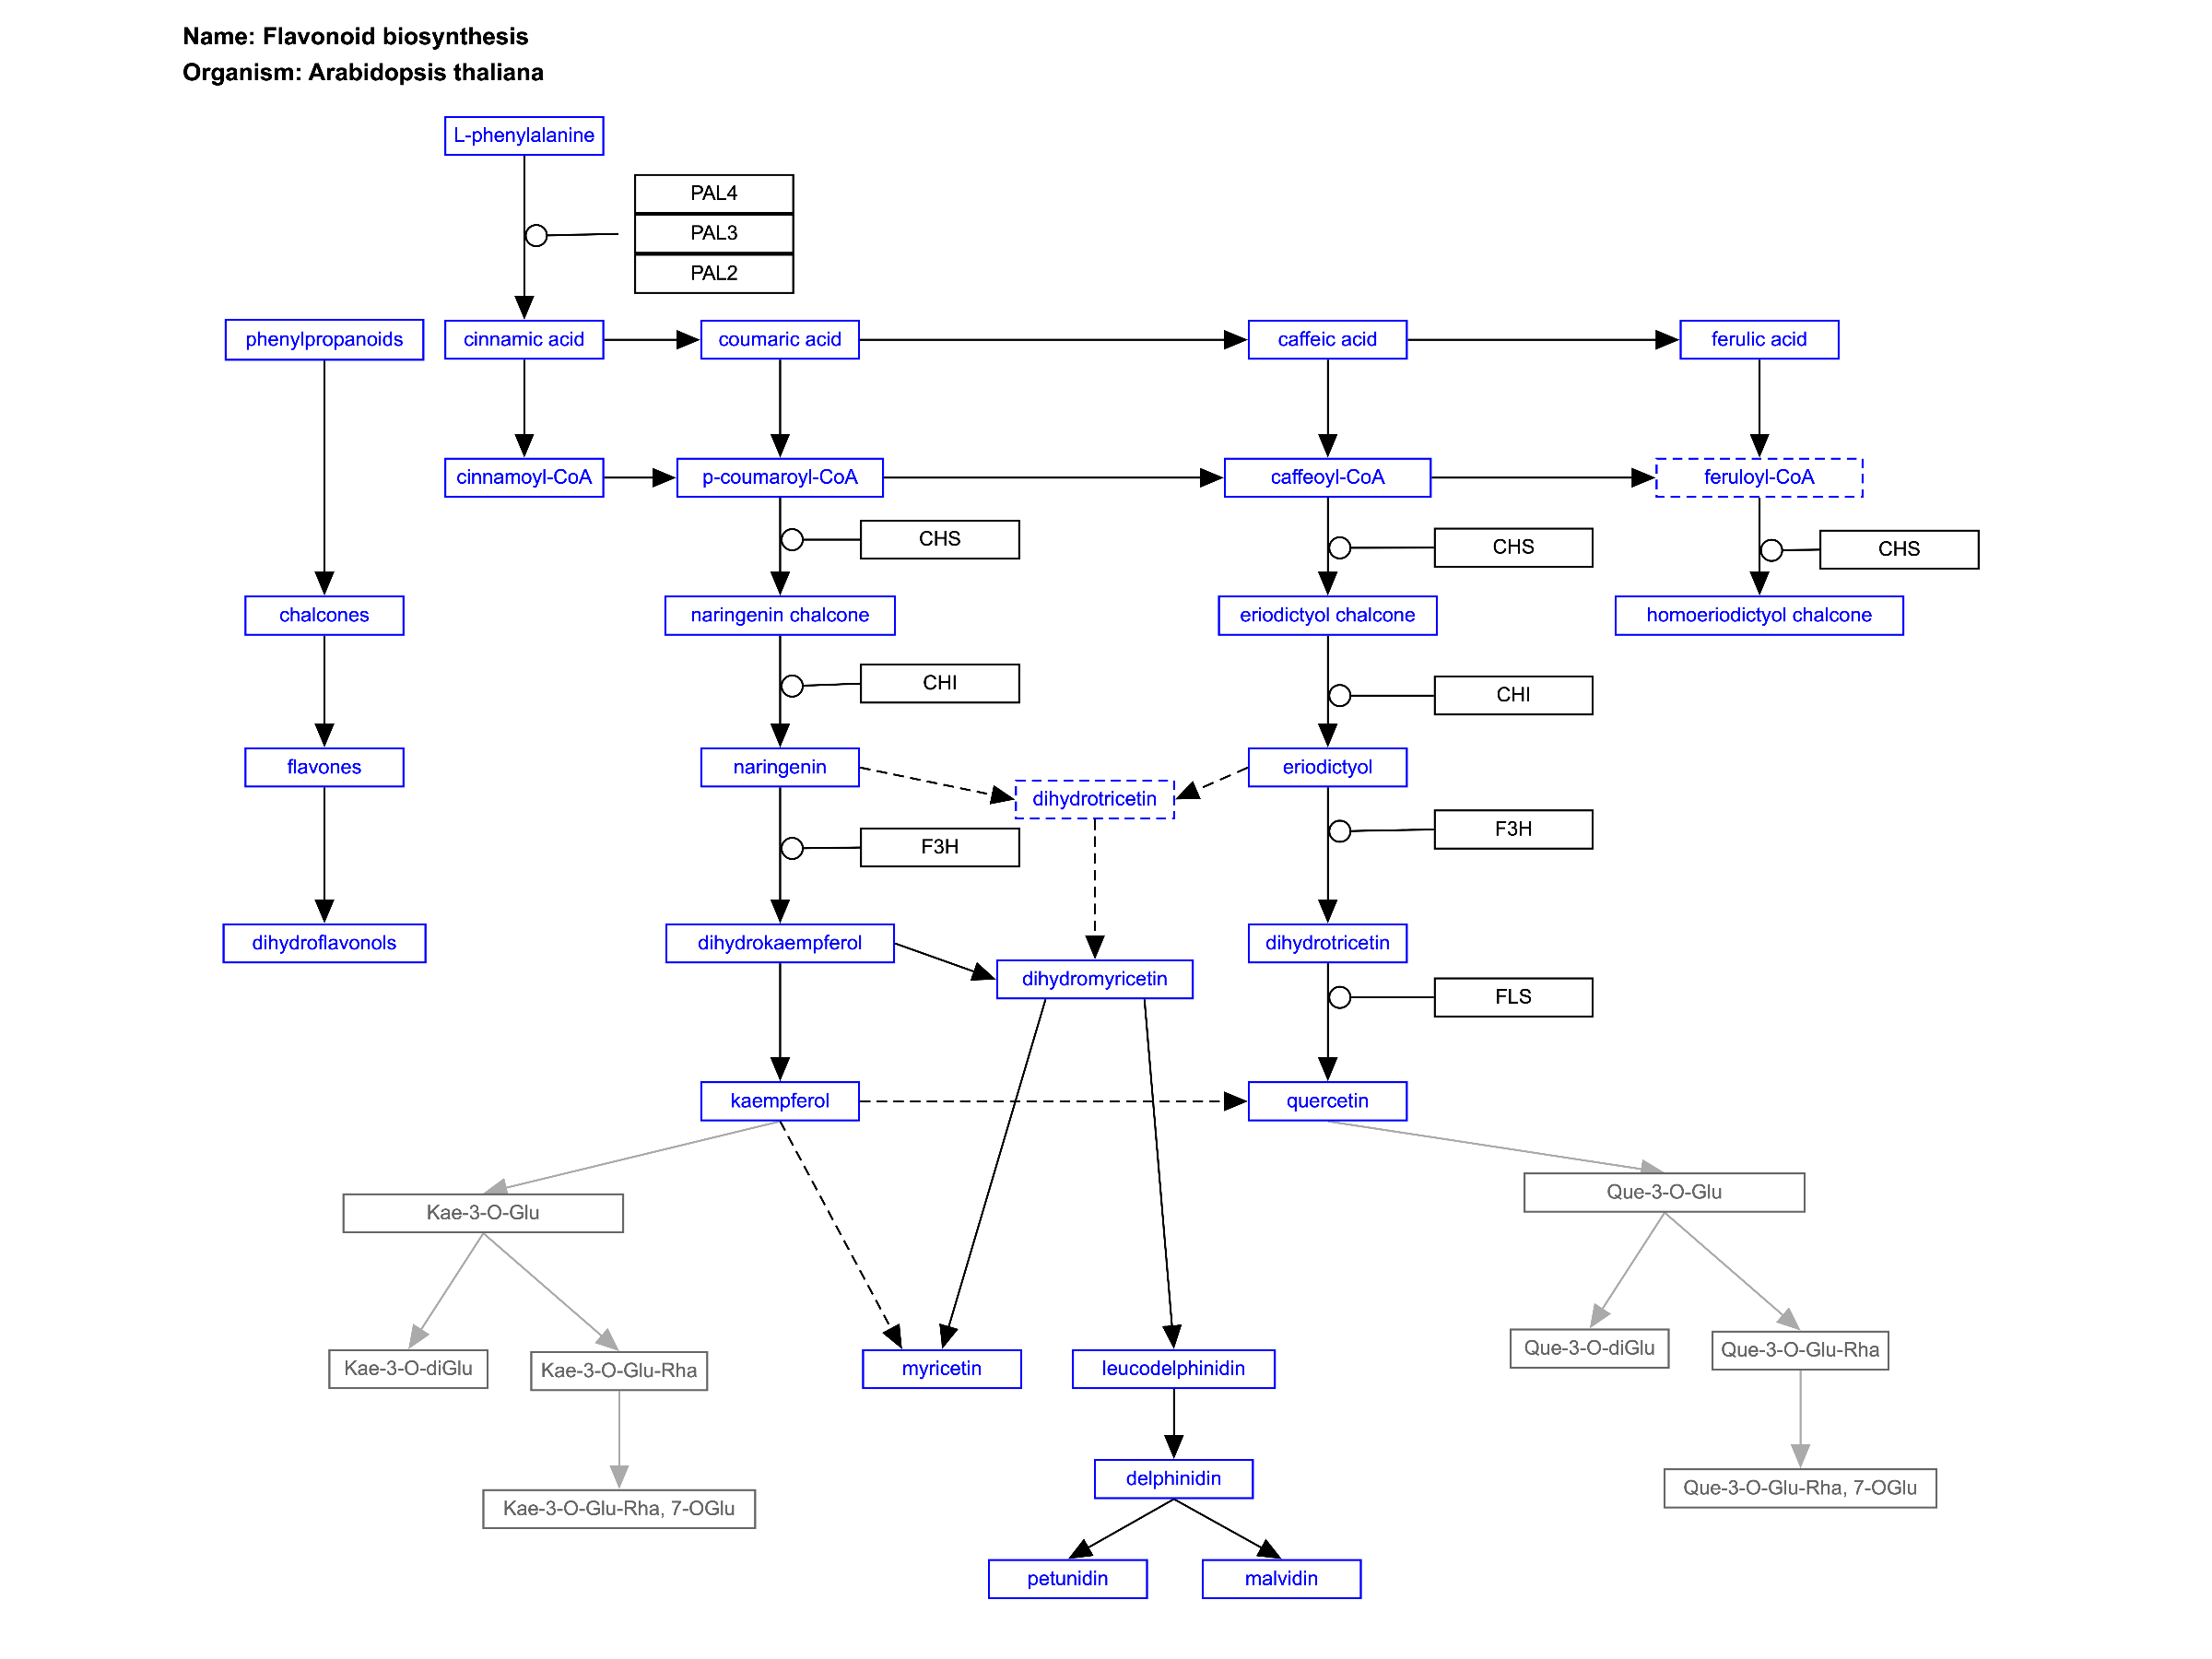 Name: Flavonoid biosynthesis
Organism: Arabidopsis thaliana
L-phenylalanine
PAL4
PAL3
PAL2
phenylpropanoids
cinnamic acid
coumaric acid
caffeic acid
ferulic acid
cinnamoyl-CoA
p-coumaroyl-CoA
caffeoyl-CoA
feruloyl-CoA
CHS
CHS
CHS
chalcones
naringenin chalcone
eriodictyol chalcone
homoeriodictyol chalcone
CHI
CHI
flavones
naringenin
eriodictyol
dihydrotricetin
F3H
F3H
dihydroflavonols
dihydrokaempferol
dihydrotricetin
dihydromyricetin
FLS
kaempferol
quercetin
Kae-3-O-Glu
Que-3-O-Glu
Kae-3-O-diGlu
Kae-3-O-Glu-Rha
myricetin
leucodelphinidin
Que-3-O-diGlu
Que-3-O-Glu-Rha
delphinidin
Kae-3-O-Glu-Rha, 7-OGlu
Que-3-O-Glu-Rha, 7-OGlu
petunidin
malvidin